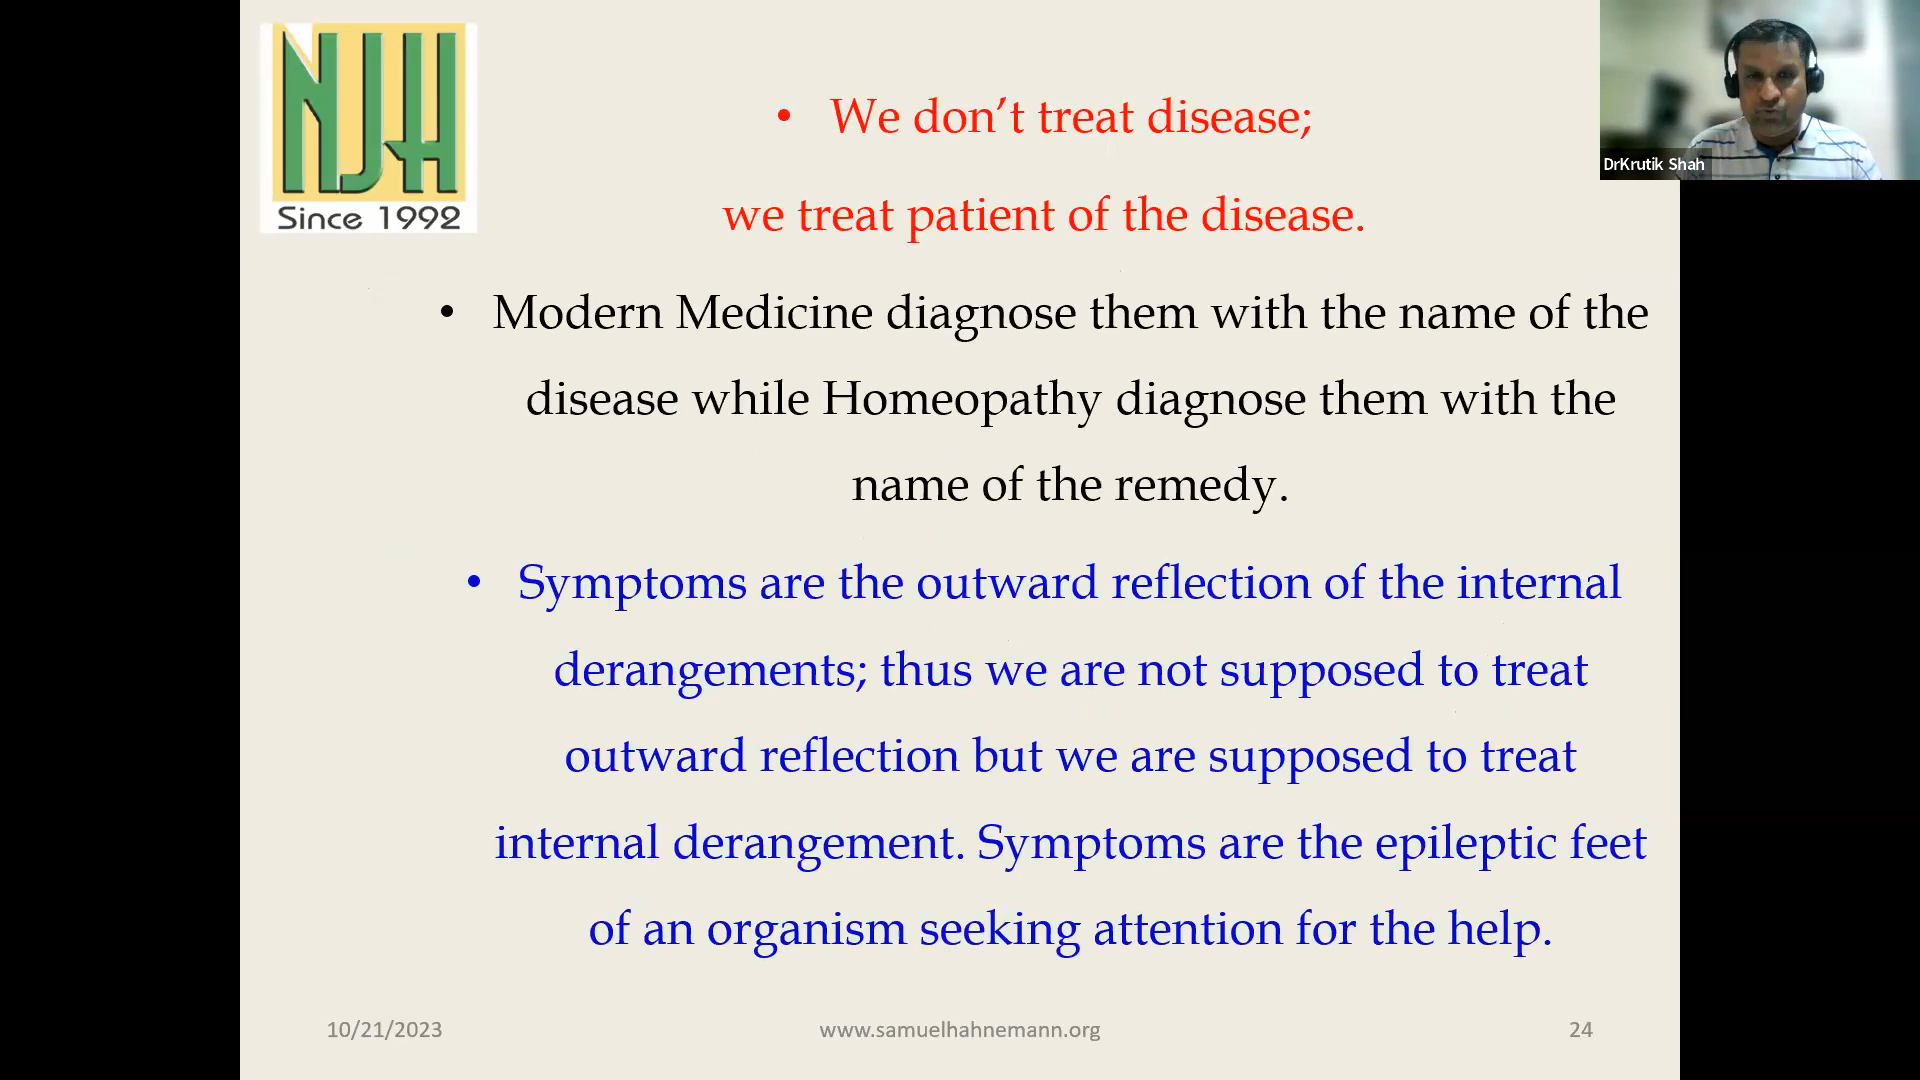 NJH
Since 1992
• We don’t treat disease;
we treat patient of the disease.
• Modern Medicine diagnose them with the name of the
disease while Homeopathy diagnose them with the
name of the remedy.
• Symptoms are the outward reflection of the internal
derangements; thus we are not supposed to treat
outward reflection but we are supposed to treat
internal derangement. Symptoms are the epileptic feet
of an organism seeking attention for the help.
10/21/2023
www.samuelhahnemann.org
24
DrKrutik Shah